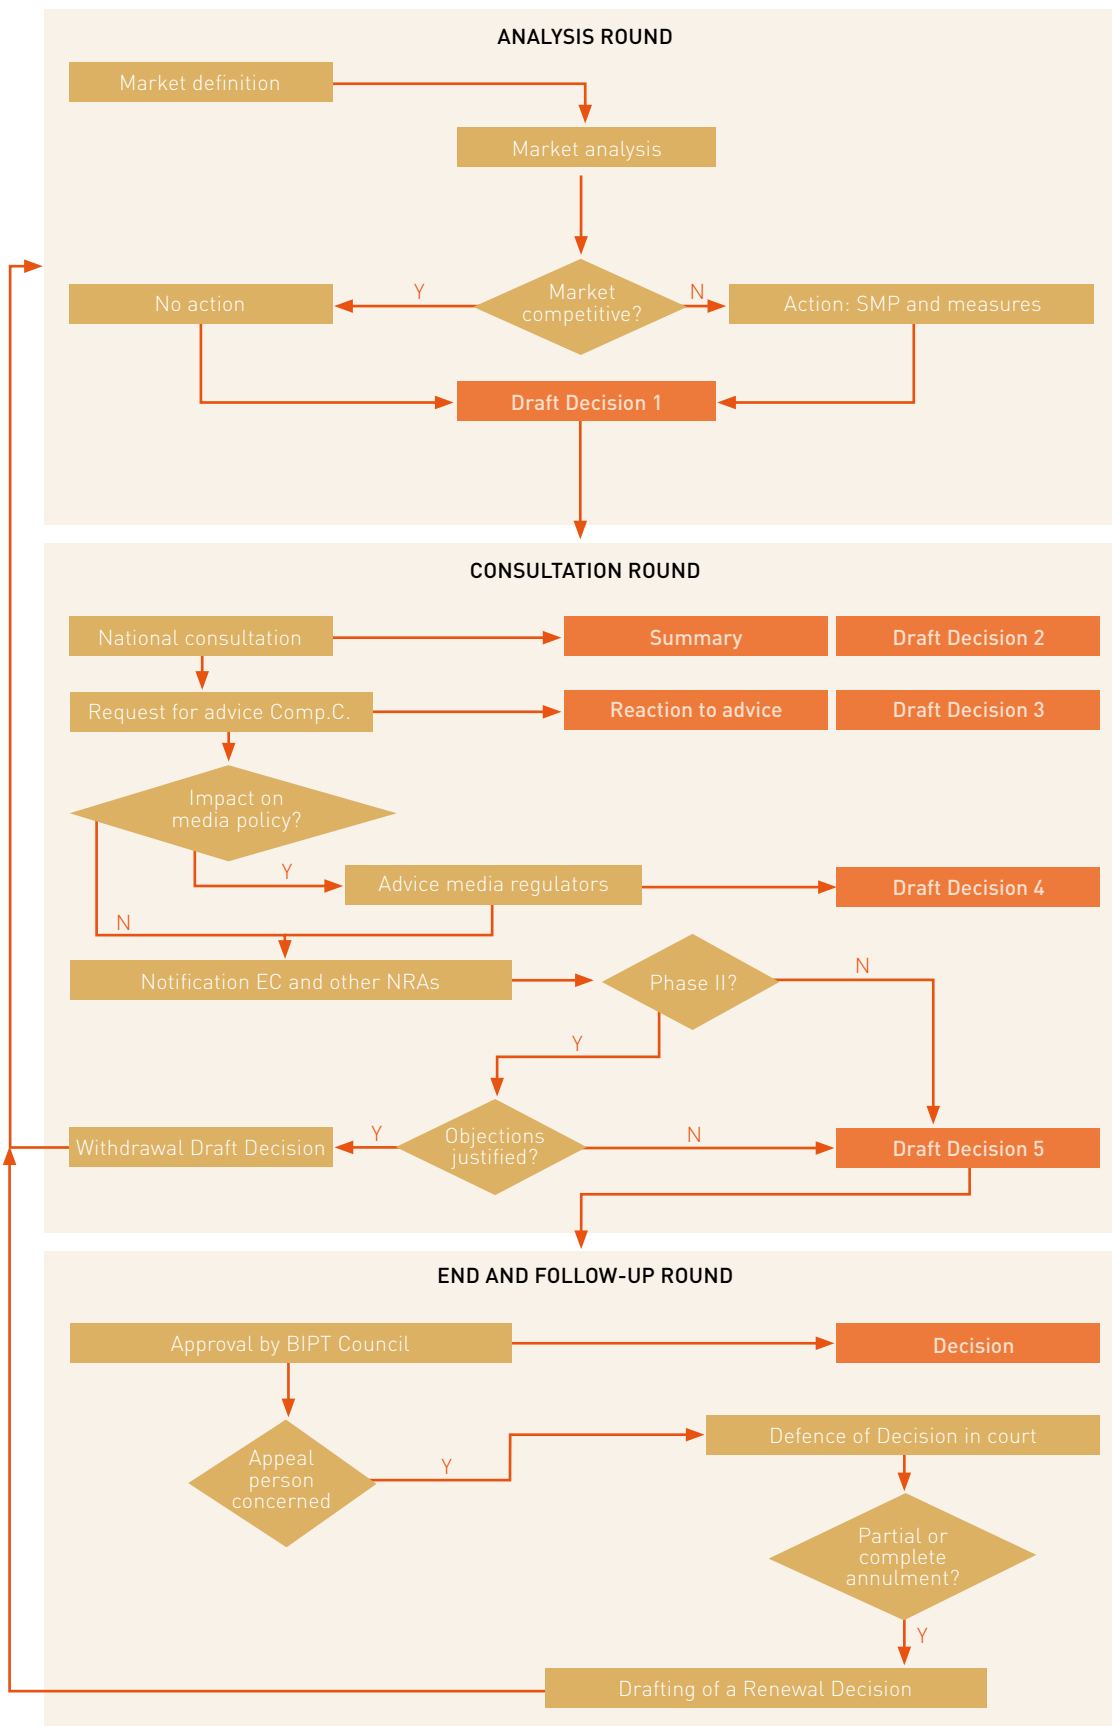 ANALYSIS ROUND
Market definition
Market analysis
Market
competitive?
Y
N
No action
Action: SMP and measures
Draft Decision 1
CONSULTATION ROUND
National consultation
Summary
Draft Decision 2
Request for advice Comp.C.
Reaction to advice
Draft Decision 3
Impact on
media policy?
Y
Advice media regulators
Draft Decision 4
N
Notification EC and other NRAs
Phase II?
N
Y
Objections
justified?
Y
N
Withdrawal Draft Decision
Draft Decision 5
END AND FOLLOW-UP ROUND
Approval by BIPT Council
Decision
Appeal
person
concerned
Y
Defence of Decision in court
Partial or
complete
annulment?
Y
Drafting of a Renewal Decision